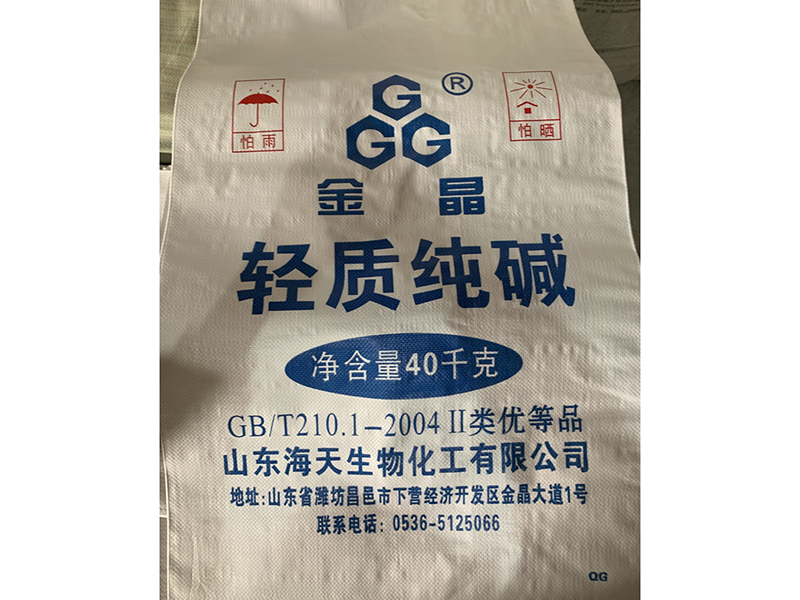 G
GG
®
怕雨
怕晒
金晶
轻质纯碱
净含量40千克
GB/T210.1-2004 II类优等品
山东海天生物化工有限公司
地址:山东省潍坊昌邑市下营经济开发区金晶大道1号
联系电话: 0536-5125066
QG